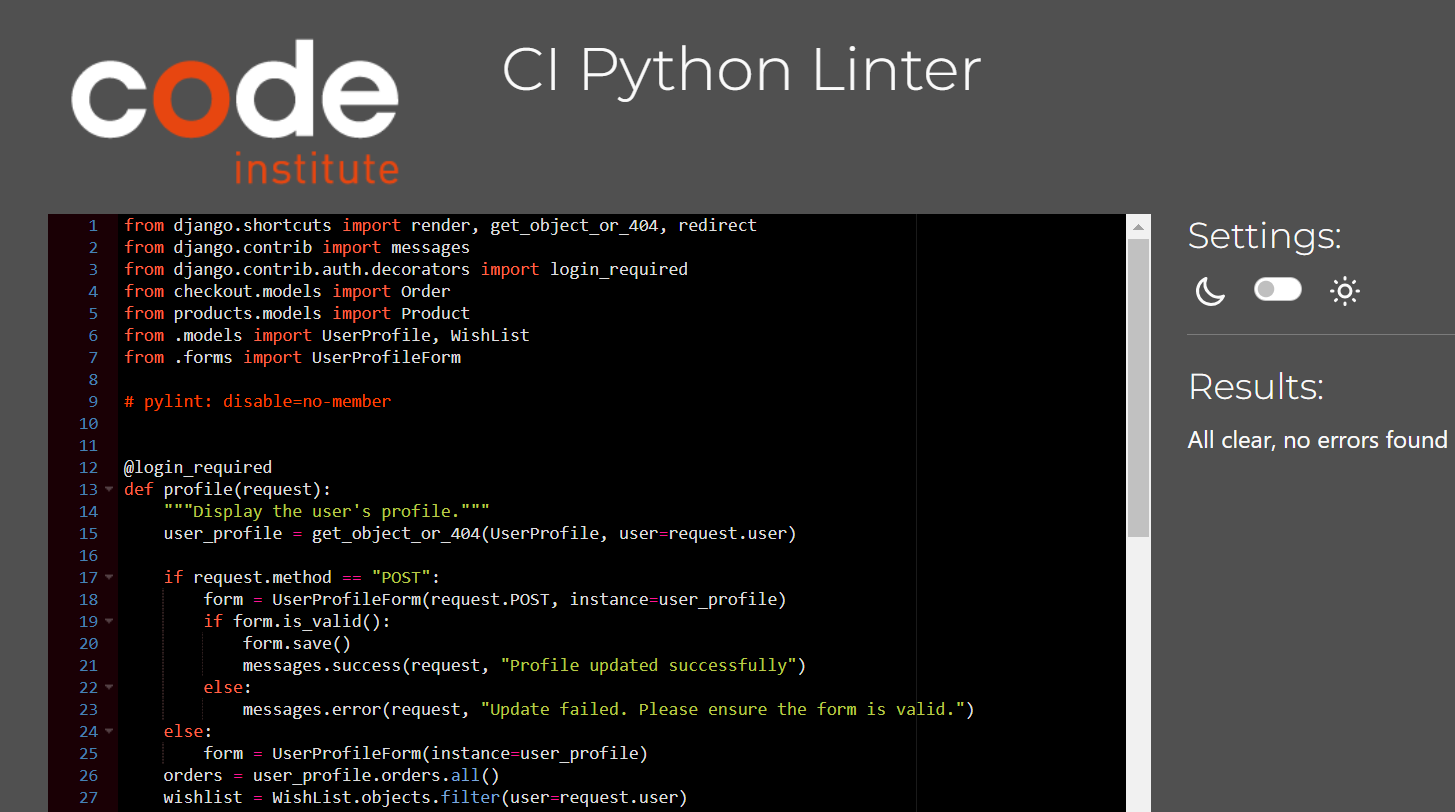 code
institute
CI Python Linter
1 from django.shortcuts import render, get_object_or_404, redirect
2 from django.contrib import messages
3 from django.contrib.auth.decorators import login_required
4 from checkout.models import Order
5 from products.models import Product
6 from .models import UserProfile, WishList
7 from .forms import UserProfileForm
8
9 # pylint: disable=no-member
10
11
12 @login_required
13 def profile(request):
14     """Display the user's profile."""
15     user_profile = get_object_or_404(UserProfile, user=request.user)
16
17     if request.method == "POST":
18         form = UserProfileForm(request.POST, instance=user_profile)
19         if form.is_valid():
20             form.save()
21             messages.success(request, "Profile updated successfully")
22         else:
23             messages.error(request, "Update failed. Please ensure the form is valid.")
24     else:
25         form = UserProfileForm(instance=user_profile)
26     orders = user_profile.orders.all()
27     wishlist = WishList.objects.filter(user=request.user)
Settings:
Results:
All clear, no errors found